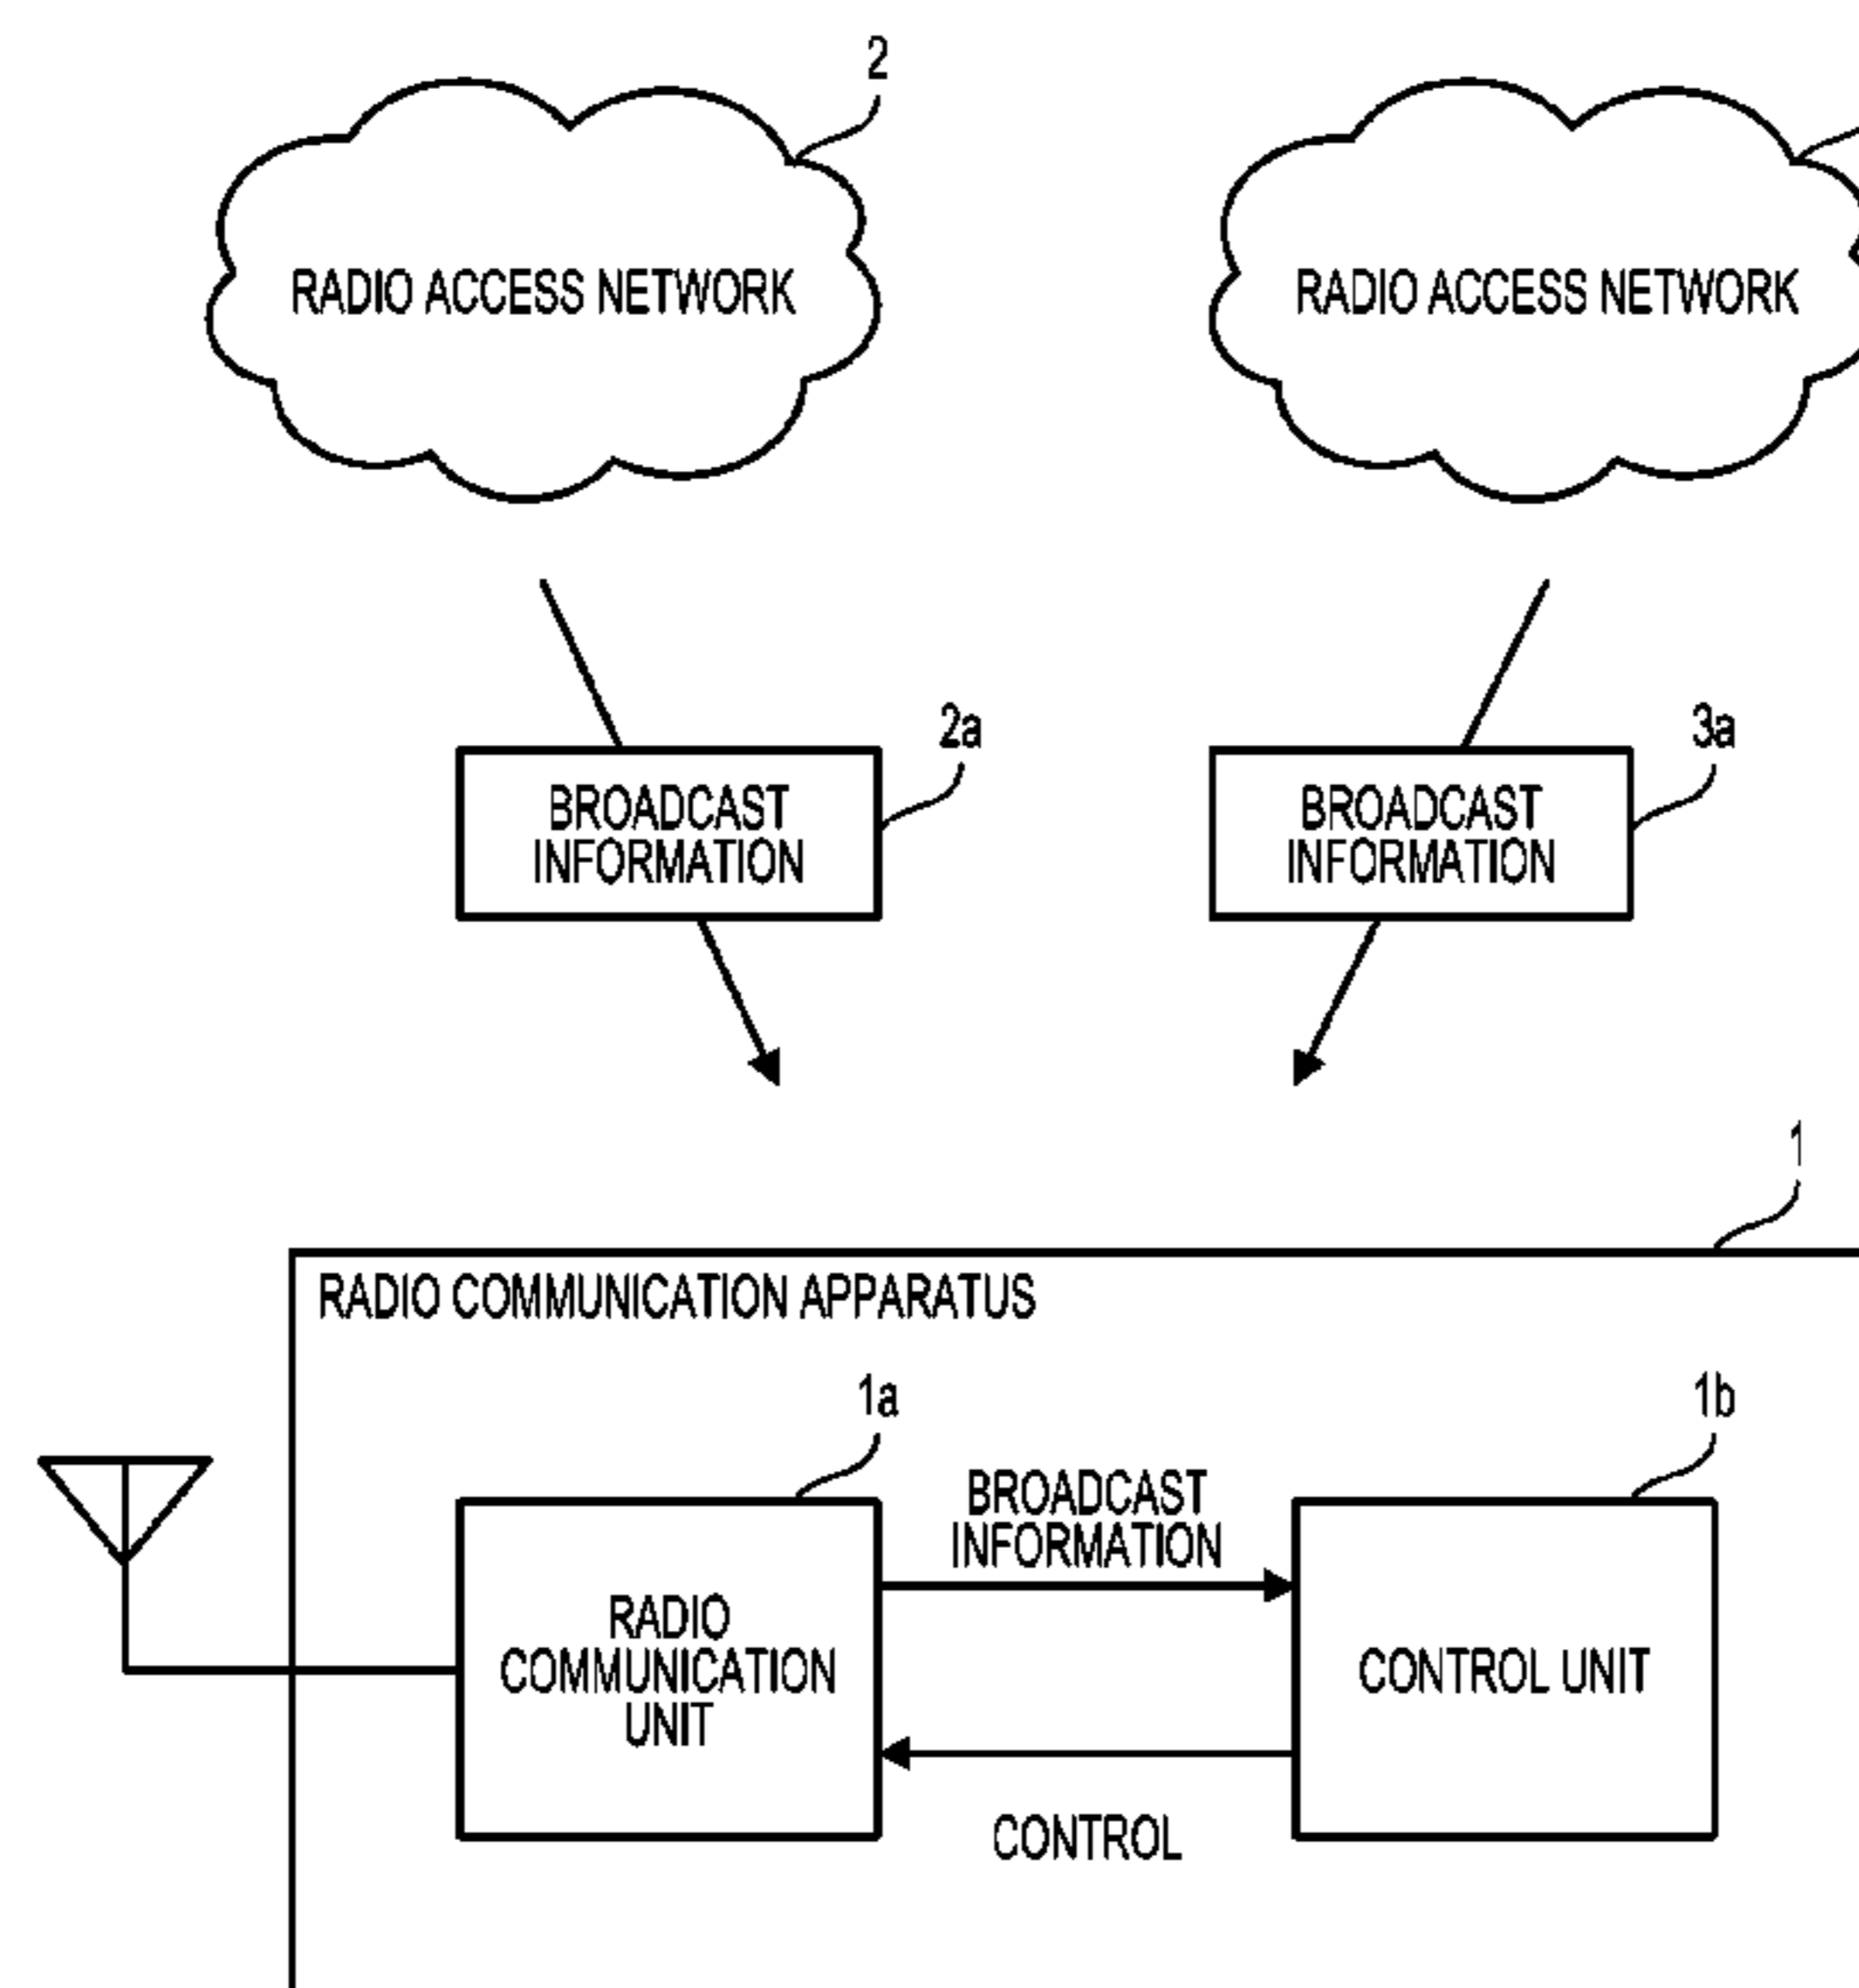 2
RADIO ACCESS NETWORK
RADIO ACCESS NETWORK
2a
BROADCAST
INFORMATION
3a
BROADCAST
INFORMATION
1
RADIO COMMUNICATION APPARATUS
1a
RADIO
COMMUNICATION
UNIT
BROADCAST
INFORMATION
1b
CONTROL UNIT
CONTROL